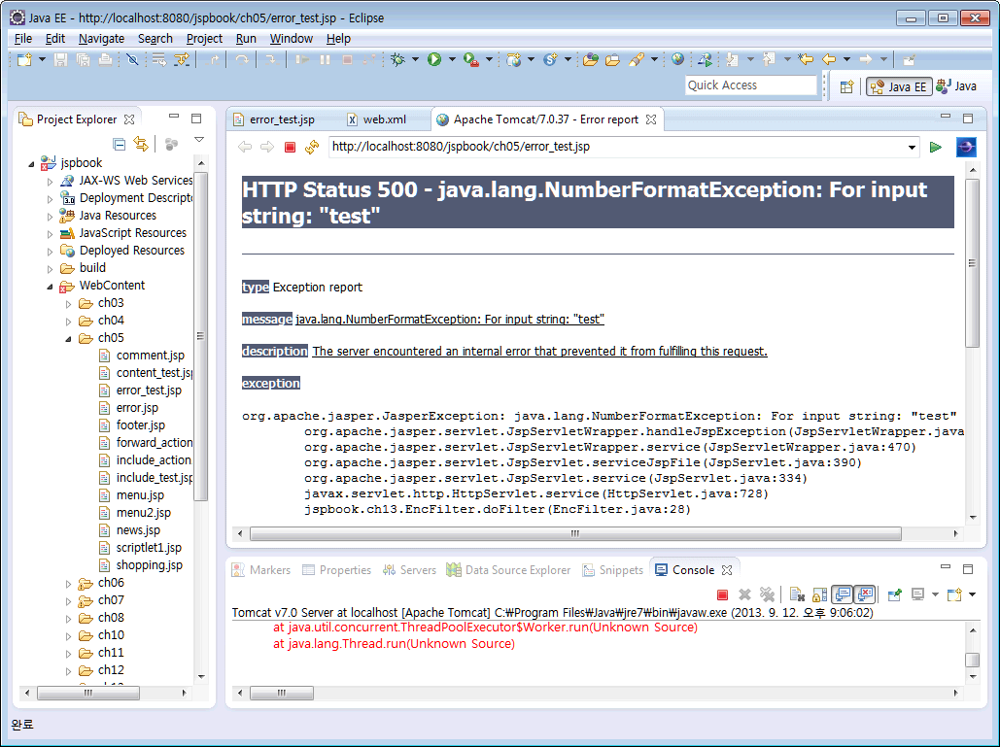 Java EE - http://localhost:8080/jspbook/ch05/error_test.jsp - Eclipse
File Edit Navigate Search Project Run Window Help
Quick Access
Java EE
Java
Project Explorer
jspbook
JAX-WS Web Services
Deployment Descripto
Java Resources
JavaScript Resources
Deployed Resources
build
WebContent
ch03
ch04
ch05
comment.jsp
content_test.jsp
error_test.jsp
error.jsp
footer.jsp
forward_action
include_action.
include_test.jsp
menu.jsp
menu2.jsp
news.jsp
scriptlet1.jsp
shopping.jsp
ch06
ch07
ch08
ch10
ch11
ch12
error_test.jsp
web.xml
Apache Tomcat/7.0.37 - Error report
http://localhost:8080/jspbook/ch05/error_test.jsp
HTTP Status 500 - java.lang.NumberFormatException: For input
string: "test"
type Exception report
message java.lang.NumberFormatException: For input string: "test"
description The server encountered an internal error that prevented it from fulfilling this request.
exception
org.apache.jasper.JasperException: java.lang.NumberFormatException: For input string: "test"
org.apache.jasper.servlet.JspServletWrapper.handleJspException(JspServletWrapper.java
org.apache.jasper.servlet.JspServletWrapper.service(JspServletWrapper.java:470)
org.apache.jasper.servlet.JspServlet.serviceJspFile(JspServlet.java:390)
org.apache.jasper.servlet.JspServlet.service(JspServlet.java:334)
javax.servlet.http.HttpServlet.service(HttpServlet.java:728)
jspbook.ch13.EncFilter.doFilter(EncFilter.java:28)
Markers
Properties
Servers
Data Source Explorer
Snippets
Console
Tomcat v7.0 Server at localhost [Apache Tomcat] C:₩Program Files₩Java₩jre7₩bin₩javaw.exe (2013. 9. 12. 오후 9:06:02)
at java.util.concurrent.ThreadPoolExecutor$Worker.run(Unknown Source)
at java.lang.Thread.run(Unknown Source)
완료